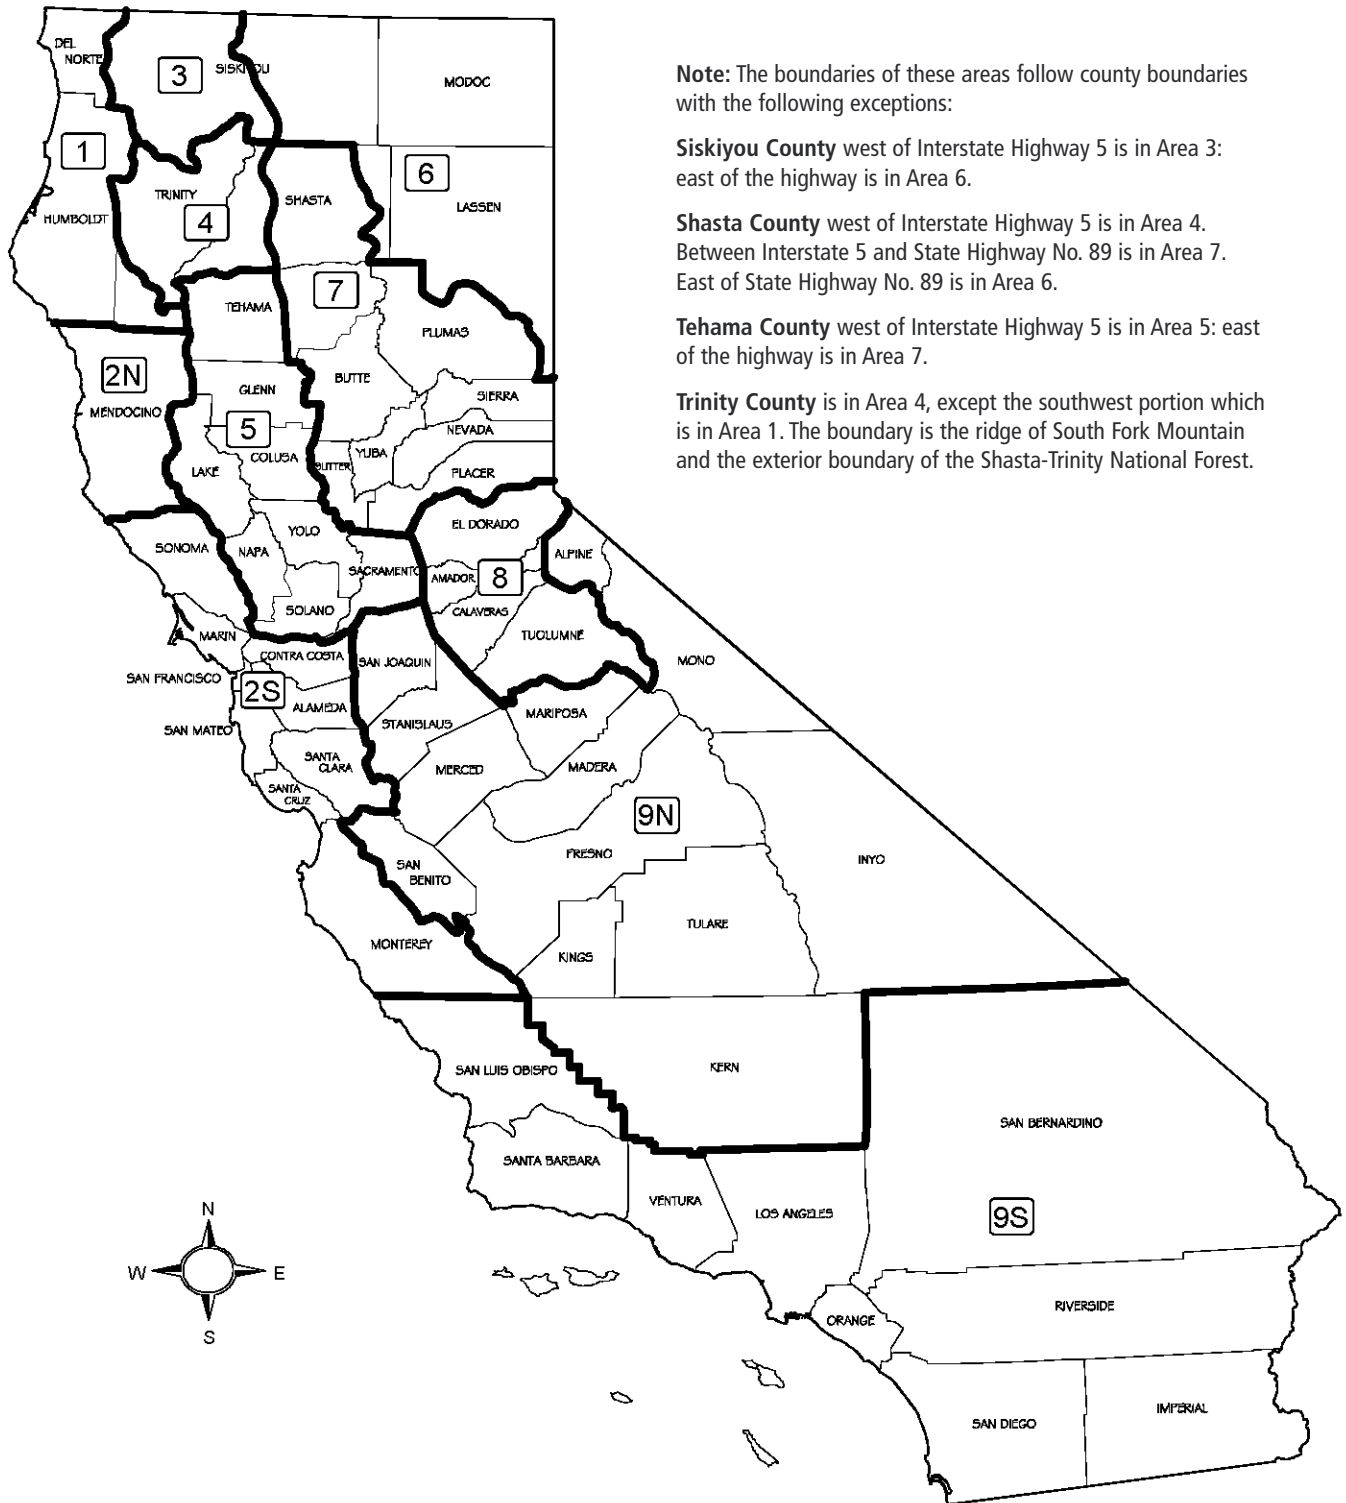 Note: The boundaries of these areas follow county boundaries
with the following exceptions:
Siskiyou County west of Interstate Highway 5 is in Area 3:
east of the highway is in Area 6.
Shasta County west of Interstate Highway 5 is in Area 4.
Between Interstate 5 and State Highway No. 89 is in Area 7.
East of State Highway No. 89 is in Area 6.
Tehama County west of Interstate Highway 5 is in Area 5: east
of the highway is in Area 7.
Trinity County is in Area 4, except the southwest portion which
is in Area 1. The boundary is the ridge of South Fork Mountain
and the exterior boundary of the Shasta-Trinity National Forest.
DEL
NORTE
3
SISKIYOU
MODOC
1
6
TRINITY
SHASTA
LASSEN
HUMBOLDT
4
7
TEHAMA
PLUMAS
2N
BUTTE
GLENN
SIERRA
MENDOCINO
5
NEVADA
COLUSA
SUTTER
YUBA
LAKE
PLACER
EL DORADO
YOLO
SONOMA
NAPA
ALPINE
SACRAMENTO
AMADOR
8
SOLANO
CALAVERAS
MARIN
TUOLUMNE
CONTRA COSTA
SAN JOAQUIN
MONO
SAN FRANCISCO
2S
ALAMEDA
MARIPOSA
STANISLAUS
SAN MATEO
SANTA
CLARA
MERCED
MADERA
SANTA
CRUZ
9N
FRESNO
INYO
SAN
BENITO
TULARE
MONTEREY
KINGS
KERN
SAN LUIS OBISPO
SAN BERNARDINO
SANTA BARBARA
VENTURA
LOS ANGELES
9S
N
W
E
S
RIVERSIDE
ORANGE
IMPERIAL
SAN DIEGO